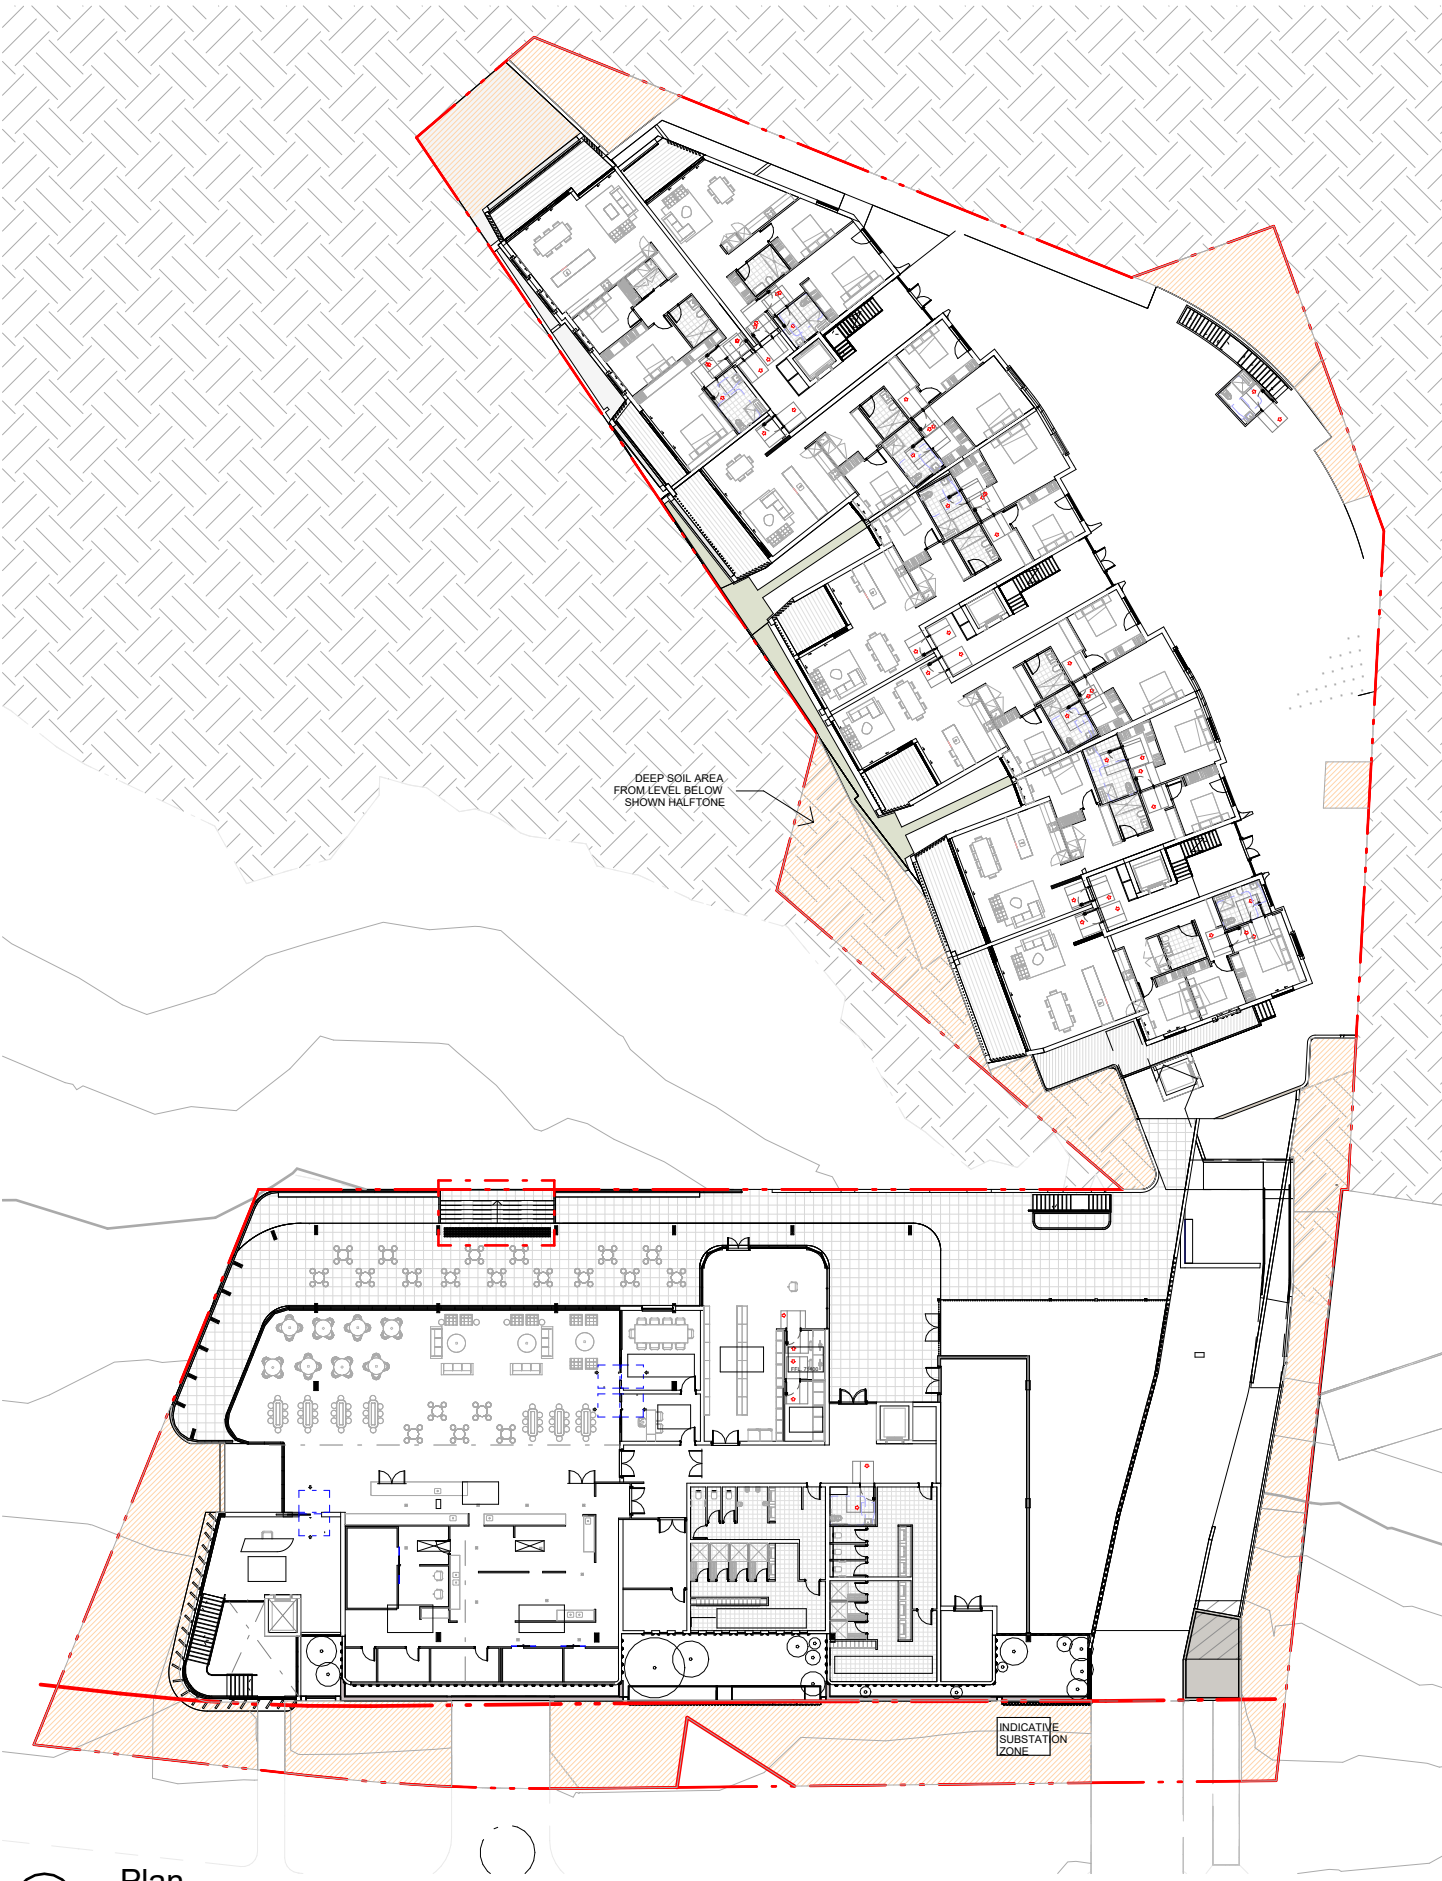 DEEP SOIL AREA
FROM LEVEL BELOW
SHOWN HALFTONE
INDICATIVE
SUBSTATION
ZONE
Plan